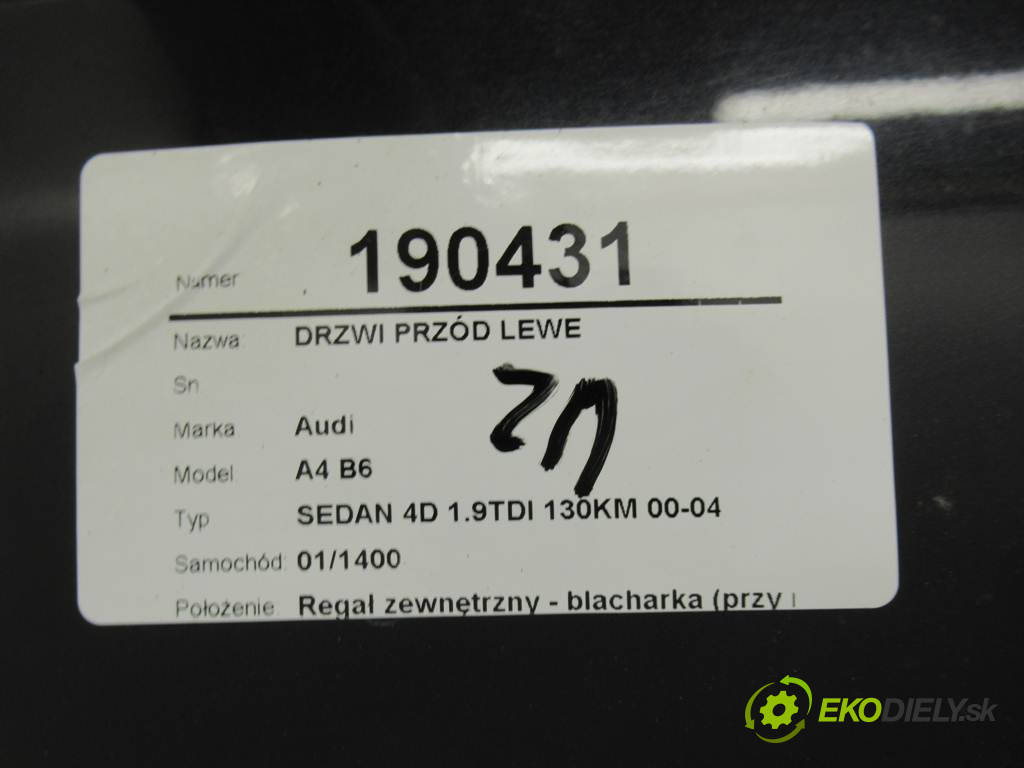 Numer 190431
Nazwa DRZWI PRZÓD LEWE
Sn
Marka Audi
Model A4 B6
Typ SEDAN 4D 1.9TDI 130KM 00-04
Samochód: 01/1400
Położenie Regał zewnętrzny - blacharka (przy
EKODIELY.sk